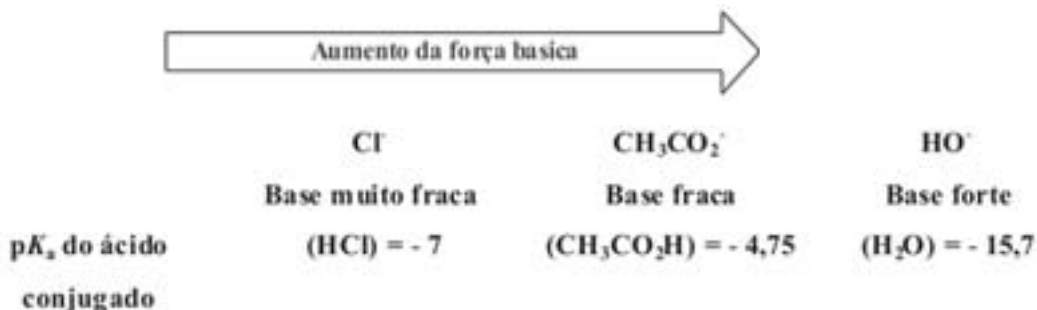 Aumento da força basica
Cl⁻ CH₃CO₂⁻ HO⁻
Base muito fraca Base fraca Base forte
pKₐ do ácido (HCl) = - 7 (CH₃CO₂H) = - 4,75 (H₂O) = - 15,7
conjugado